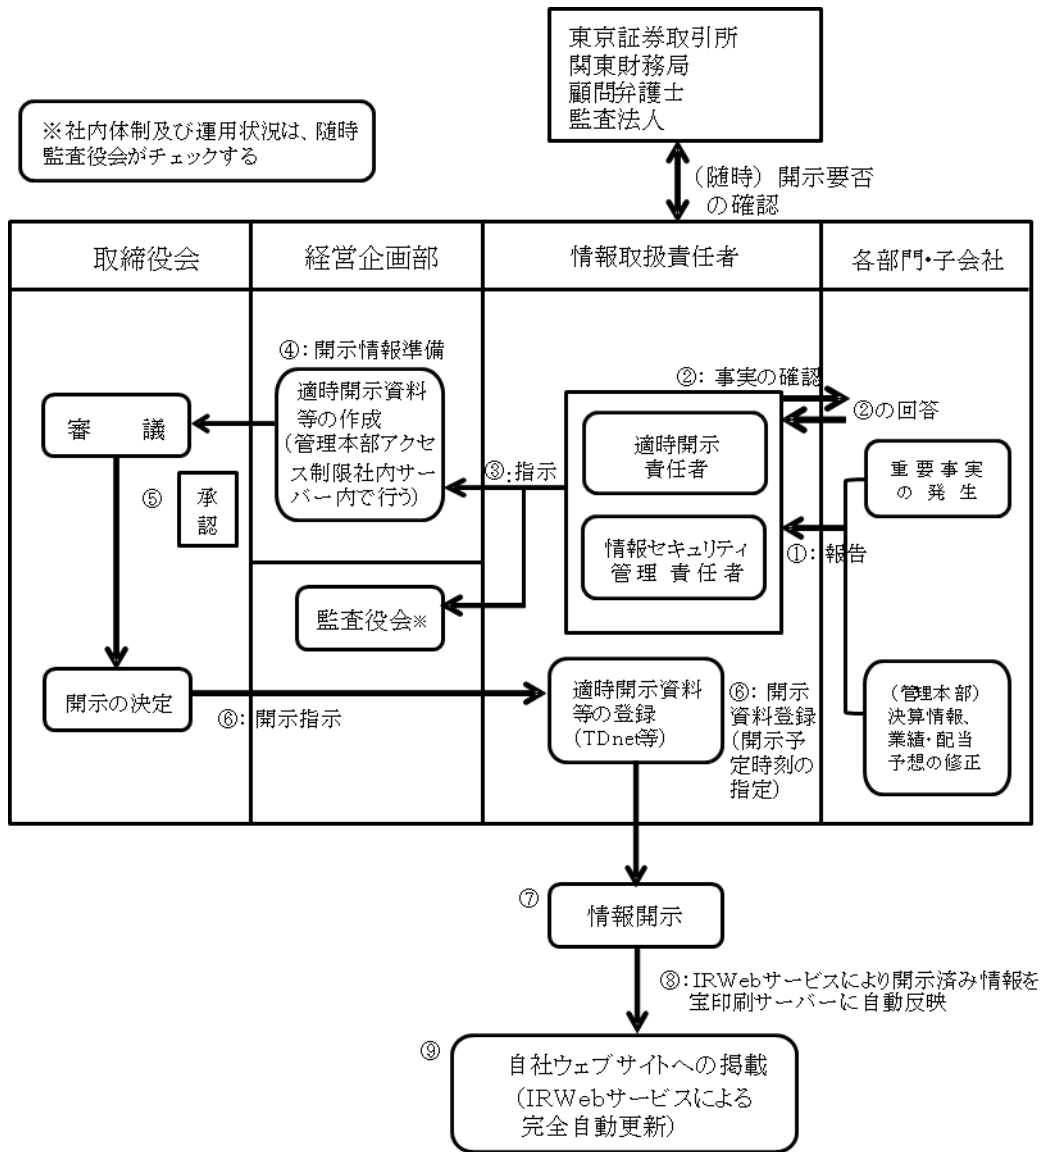 東京証券取引所
関東財務局
顧問弁護士
監査法人
※社内体制及び運用状況は、随時
監査役会がチェックする
(随時) 開示要否
の確認
取締役会
経営企画部
情報取扱責任者
各部門・子会社
④:開示情報準備
適時開示資料
等の作成
(管理本部アクセ
ス制限社内サー
バー内で行う)
審 議
⑤
承
認
③:指示
②: 事実の確認
②の回答
適時開示
責任者
情報セキュリティ
管 理 責 任 者
重 要 事 実
の 発 生
①: 報告
監査役会※
開示の決定
⑥: 開示指示
適時開示資料
等の登録
(TDnet等)
⑥: 開示
資料登録
(開示予
定時刻の
指定)
(管理本部)
決算情報、
業績・配当
予想の修正
⑦
情報開示
⑧:IRWebサービスにより開示済み情報を
宝印刷サーバーに自動反映
⑨
自社ウェブサイトへの掲載
(IRWebサービスによる
完全自動更新)